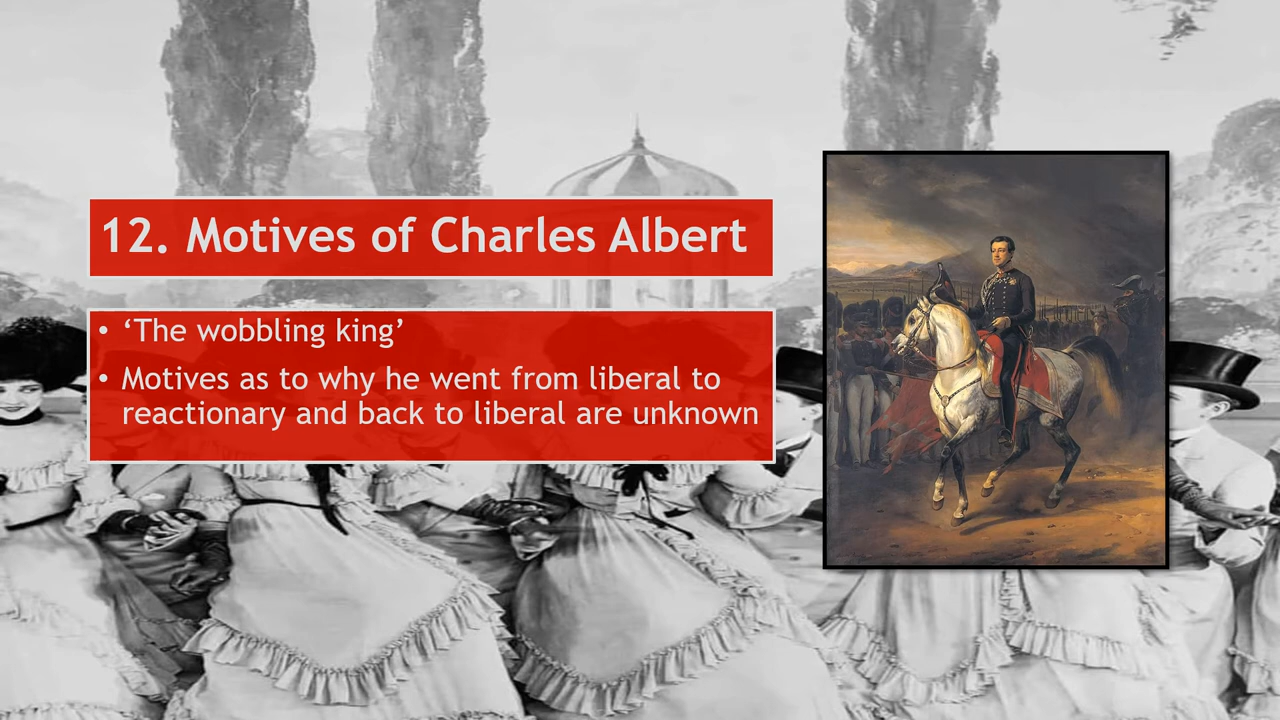 12. Motives of Charles Albert
• ‘The wobbling king’
• Motives as to why he went from liberal to
reactionary and back to liberal are unknown